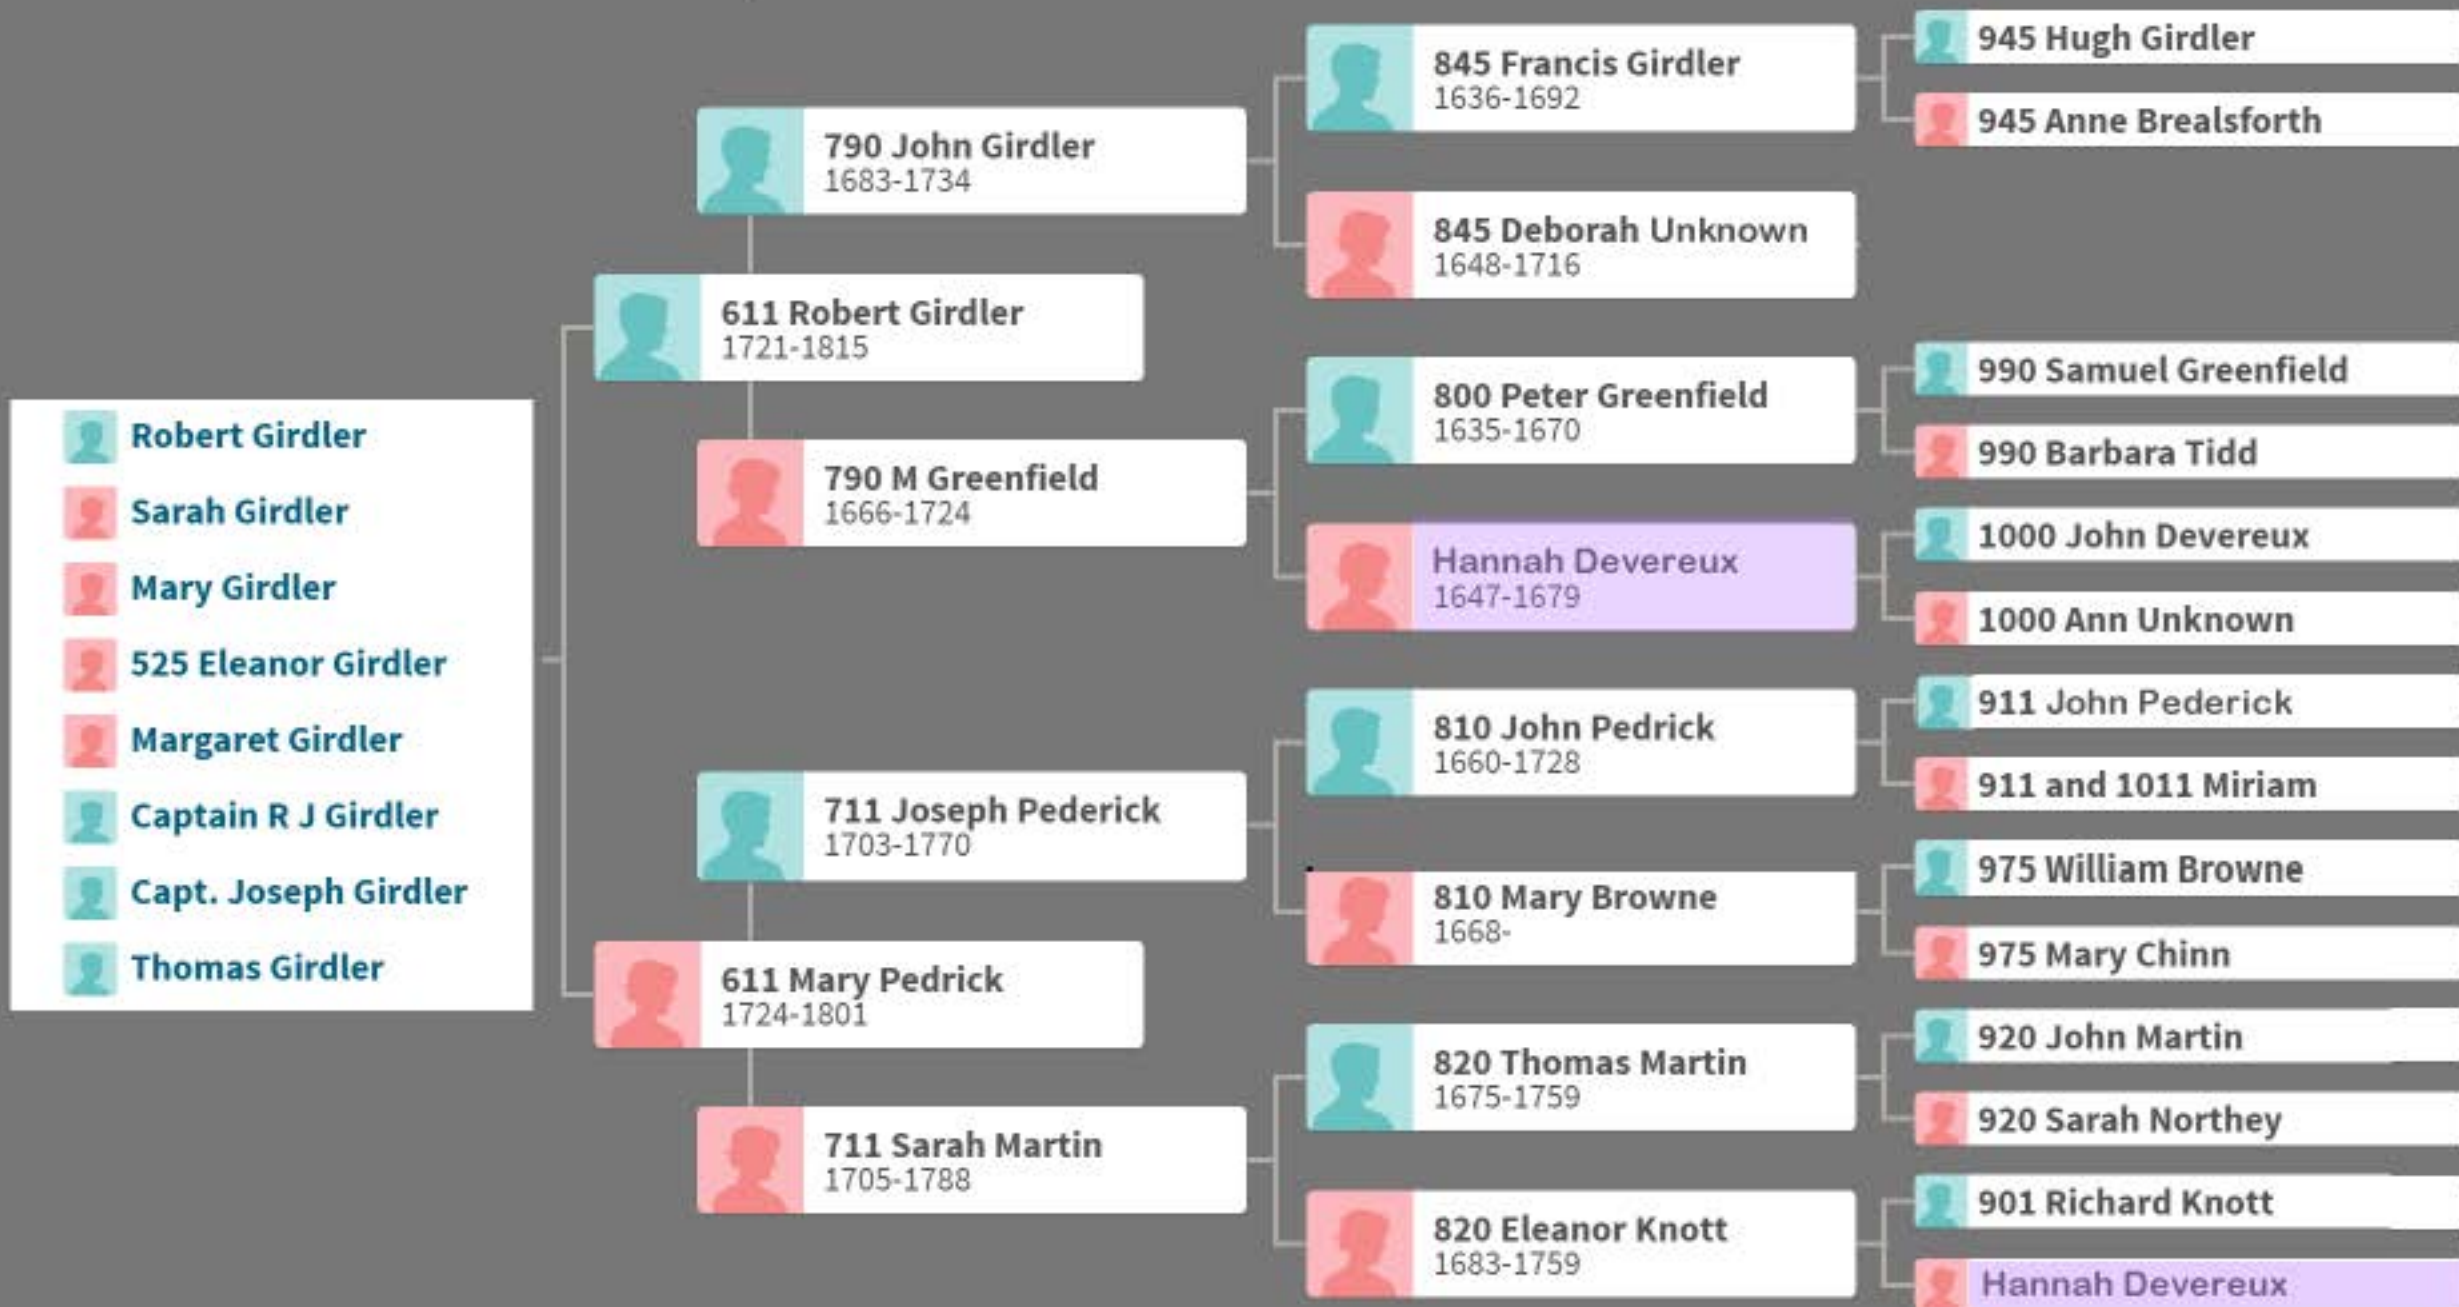 Robert Girdler
Sarah Girdler
Mary Girdler
525 Eleanor Girdler
Margaret Girdler
Captain R J Girdler
Capt. Joseph Girdler
Thomas Girdler
611 Robert Girdler
1721-1815
611 Mary Pedrick
1724-1801
790 John Girdler
1683-1734
790 M Greenfield
1666-1724
711 Joseph Pederick
1703-1770
711 Sarah Martin
1705-1788
845 Francis Girdler
1636-1692
845 Deborah Unknown
1648-1716
800 Peter Greenfield
1635-1670
Hannah Devereux
1647-1679
810 John Pedrick
1660-1728
810 Mary Browne
1668-
820 Thomas Martin
1675-1759
820 Eleanor Knott
1683-1759
945 Hugh Girdler
945 Anne Brealsforth
990 Samuel Greenfield
990 Barbara Tidd
1000 John Devereux
1000 Ann Unknown
911 John Pederick
911 and 1011 Miriam
975 William Browne
975 Mary Chinn
920 John Martin
920 Sarah Northey
901 Richard Knott
Hannah Devereux